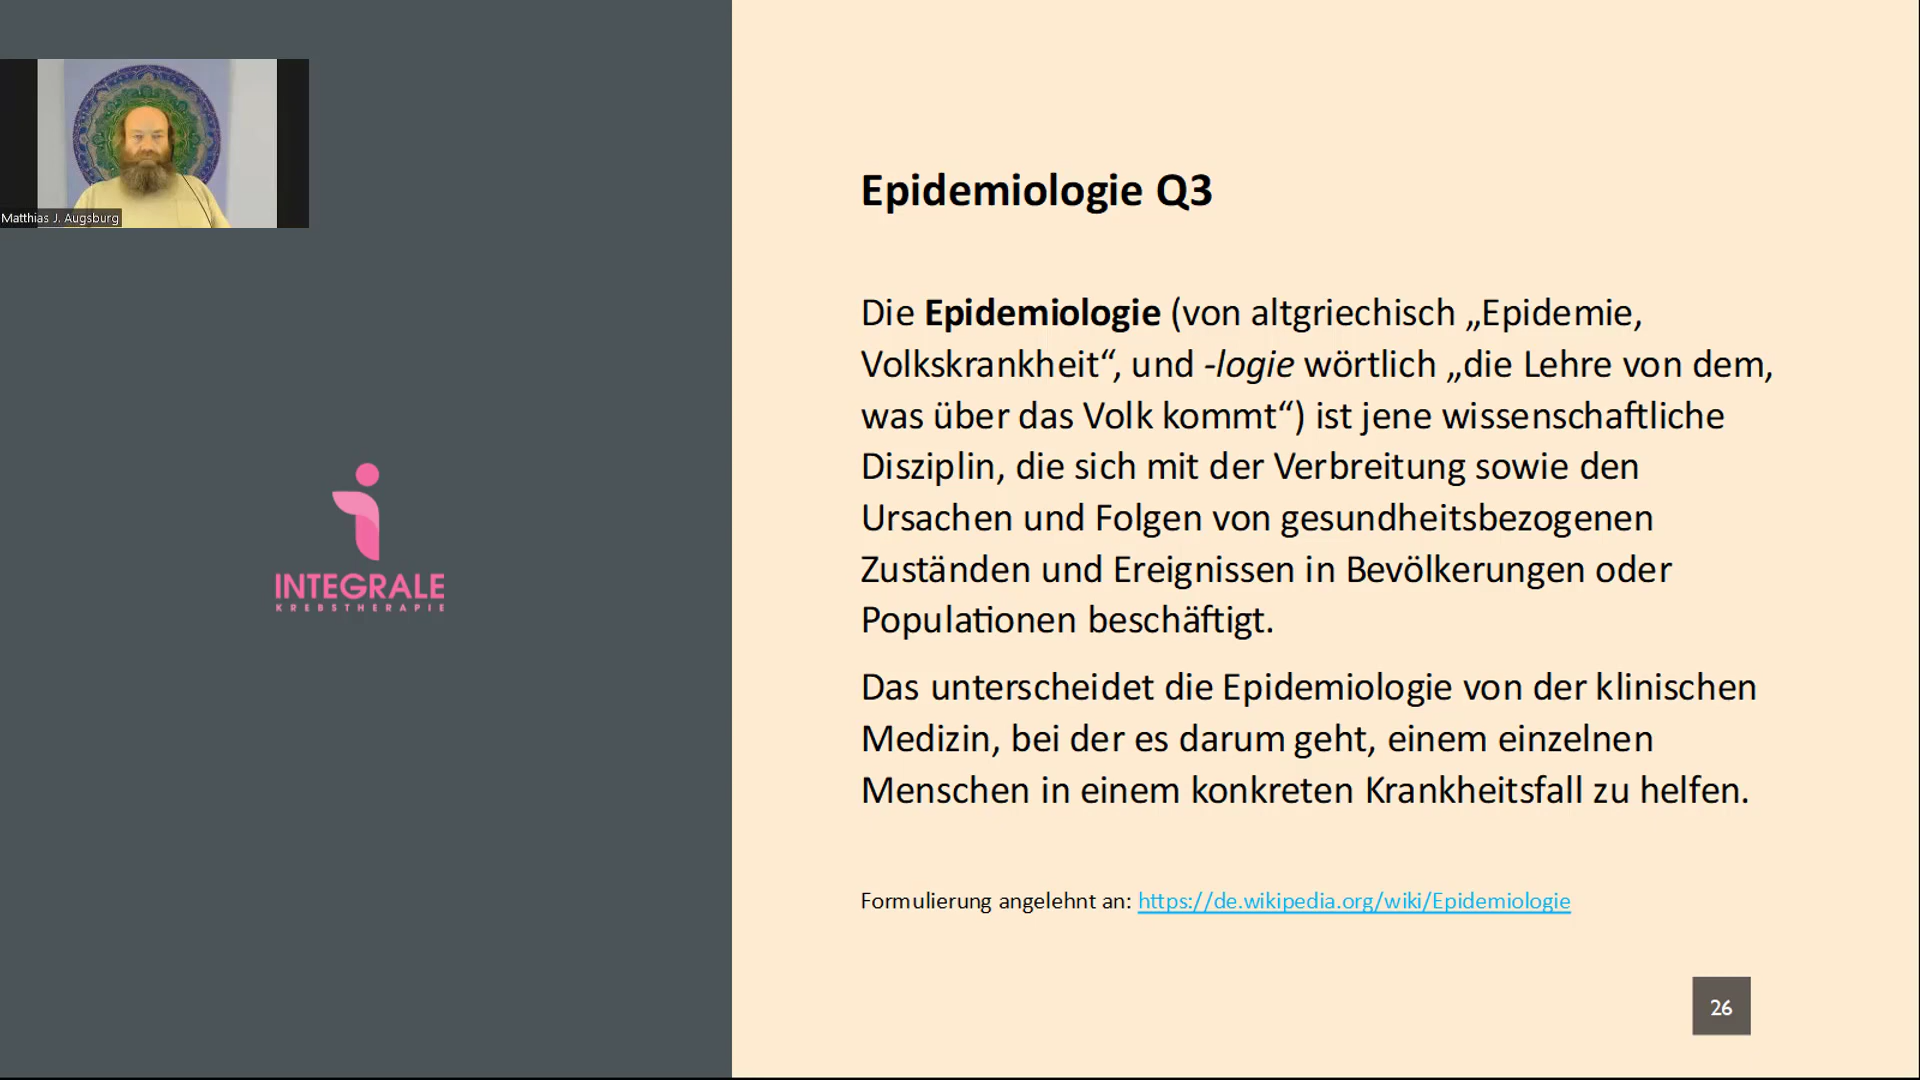 Matthias J. Augsburg
INTEGRALE
KREBSTHERAPIE
Epidemiologie Q3
Die Epidemiologie (von altgriechisch „Epidemie,
Volkskrankheit“, und -logie wörtlich „die Lehre von dem,
was über das Volk kommt“) ist jene wissenschaftliche
Disziplin, die sich mit der Verbreitung sowie den
Ursachen und Folgen von gesundheitsbezogenen
Zuständen und Ereignissen in Bevölkerungen oder
Populationen beschäftigt.
Das unterscheidet die Epidemiologie von der klinischen
Medizin, bei der es darum geht, einem einzelnen
Menschen in einem konkreten Krankheitsfall zu helfen.
Formulierung angelehnt an: https://de.wikipedia.org/wiki/Epidemiologie
26